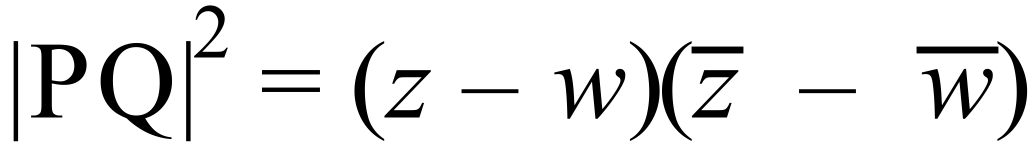 |PQ|² = (z − w)(z̅ − w̅)